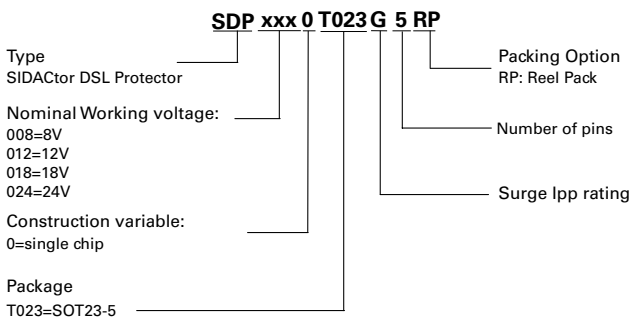 SDP xxx 0 T023 G 5 RP
Type
SIDACtor DSL Protector
Packing Option
RP: Reel Pack
Nominal Working voltage:
008=8V
012=12V
018=18V
024=24V
Number of pins
Surge Ipp rating
Construction variable:
0=single chip
Package
T023=SOT23-5